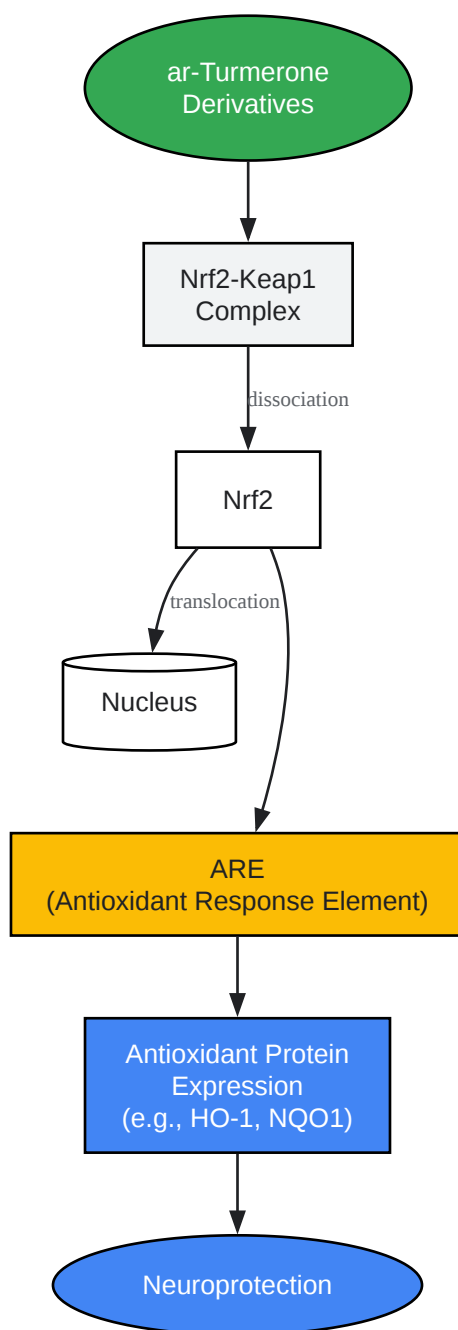 ar-Turmerone
Derivatives
Nrf2-Keap1
Complex
dissociation
Nrf2
translocation
Nucleus
ARE
(Antioxidant Response Element)
Antioxidant Protein
Expression
(e.g., HO-1, NQO1)
Neuroprotection